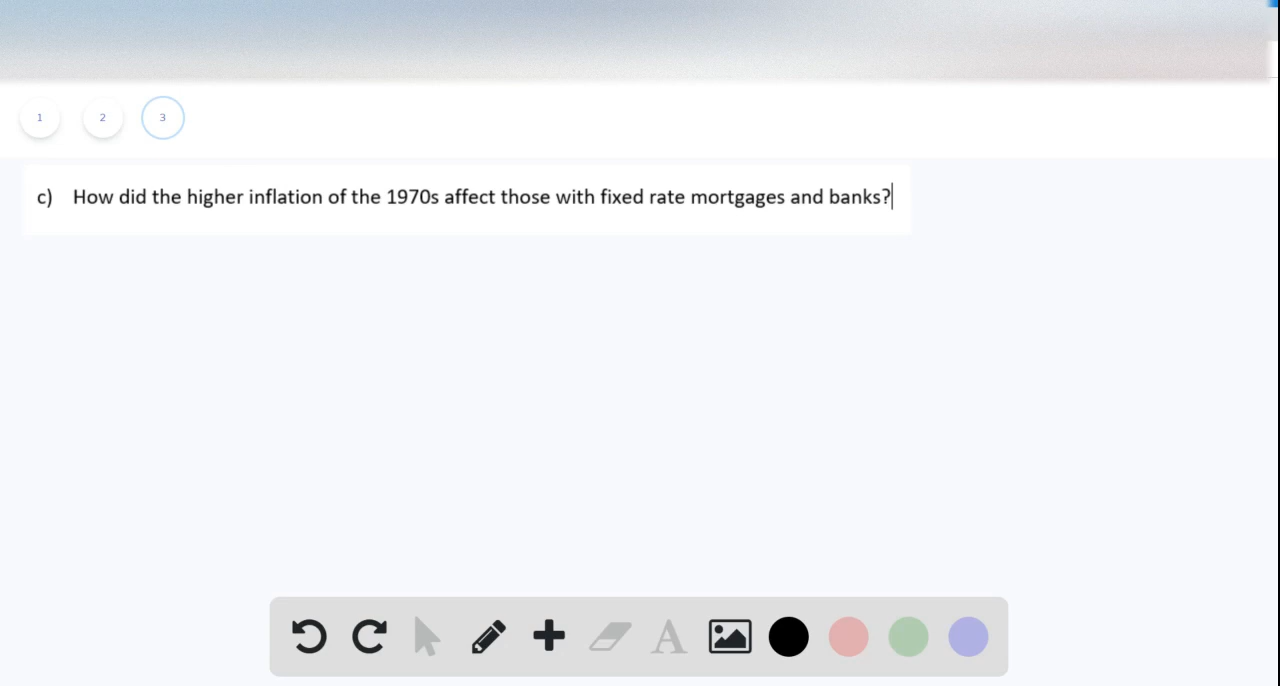 1 2 3
c) How did the higher inflation of the 1970s affect those with fixed rate mortgages and banks?
A